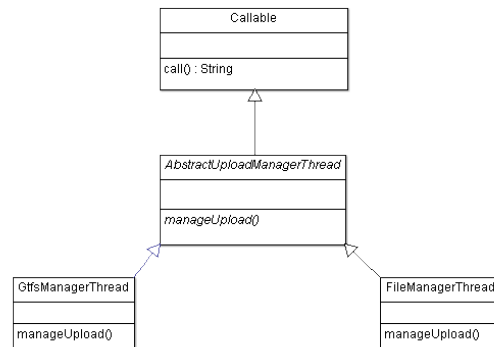 Callable
call() : String
AbstractUploadManagerThread
manageUpload()
GtfsManagerThread
manageUpload()
FileManagerThread
manageUpload()